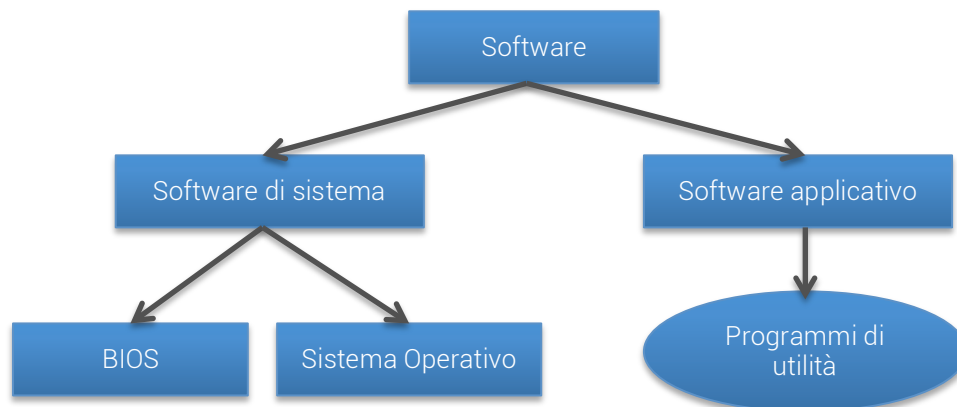 Software
Software di sistema
Software applicativo
BIOS
Sistema Operativo
Programmi di
utilità